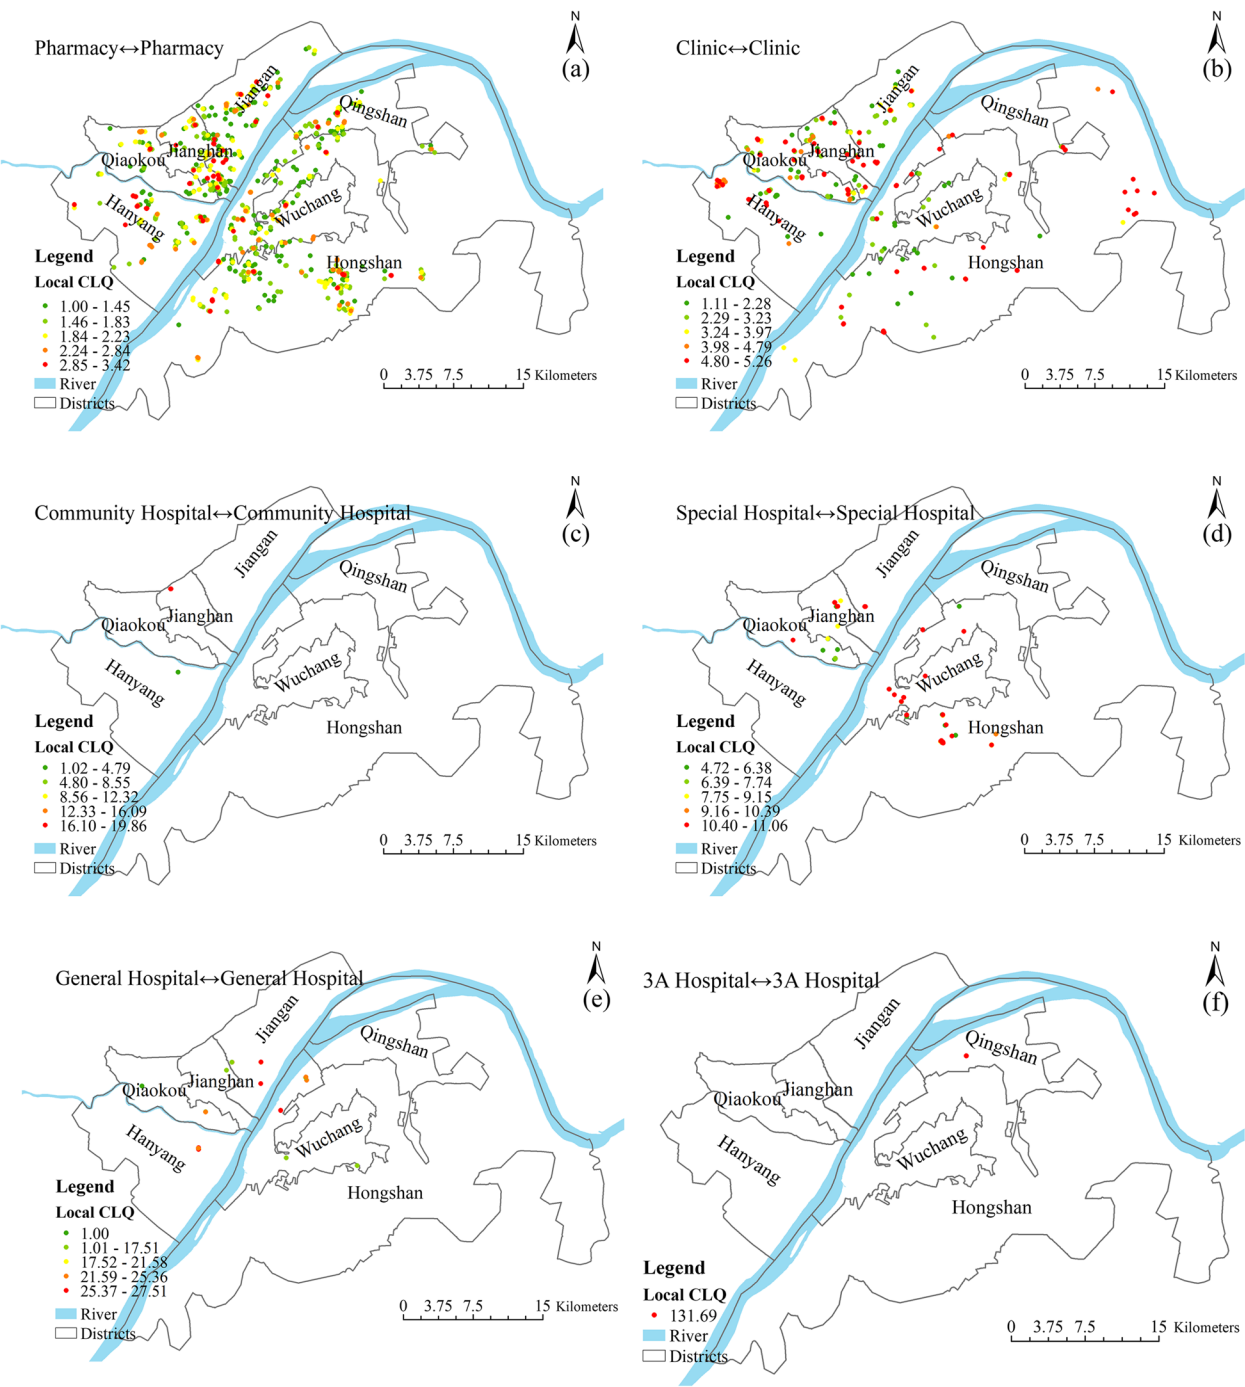 Pharmacy↔Pharmacy
N
(a)
Jiangan
Qingshan
Jianghan
Qiaokou
Hanyang
Wuchang
Hongshan
Legend
Local CLQ
1.00 - 1.45
1.46 - 1.83
1.84 - 2.23
2.24 - 2.84
2.85 - 3.42
River
Districts
0 3.75 7.5 15 Kilometers
Clinic↔Clinic
N
(b)
Jiangan
Qingshan
Jianghan
Qiaokou
Hanyang
Wuchang
Hongshan
Legend
Local CLQ
1.11 - 2.28
2.29 - 3.23
3.24 - 3.97
3.98 - 4.79
4.80 - 5.26
River
Districts
0 3.75 7.5 15 Kilometers
Community Hospital↔Community Hospital
N
(c)
Jiangan
Qingshan
Jianghan
Qiaokou
Hanyang
Wuchang
Hongshan
Legend
Local CLQ
1.02 - 4.79
4.80 - 8.55
8.56 - 12.32
12.33 - 16.09
16.10 - 19.86
River
Districts
0 3.75 7.5 15 Kilometers
Special Hospital↔Special Hospital
N
(d)
Jiangan
Qingshan
Jianghan
Qiaokou
Hanyang
Wuchang
Hongshan
Legend
Local CLQ
4.72 - 6.38
6.39 - 7.74
7.75 - 9.15
9.16 - 10.39
10.40 - 11.06
River
Districts
0 3.75 7.5 15 Kilometers
General Hospital↔General Hospital
N
(e)
Jiangan
Qingshan
Jianghan
Qiaokou
Hanyang
Wuchang
Hongshan
Legend
Local CLQ
1.00
1.01 - 17.51
17.52 - 21.58
21.59 - 25.36
25.37 - 27.51
River
Districts
0 3.75 7.5 15 Kilometers
3A Hospital↔3A Hospital
N
(f)
Jiangan
Qingshan
Jianghan
Qiaokou
Hanyang
Wuchang
Hongshan
Legend
Local CLQ
131.69
River
Districts
0 3.75 7.5 15 Kilometers